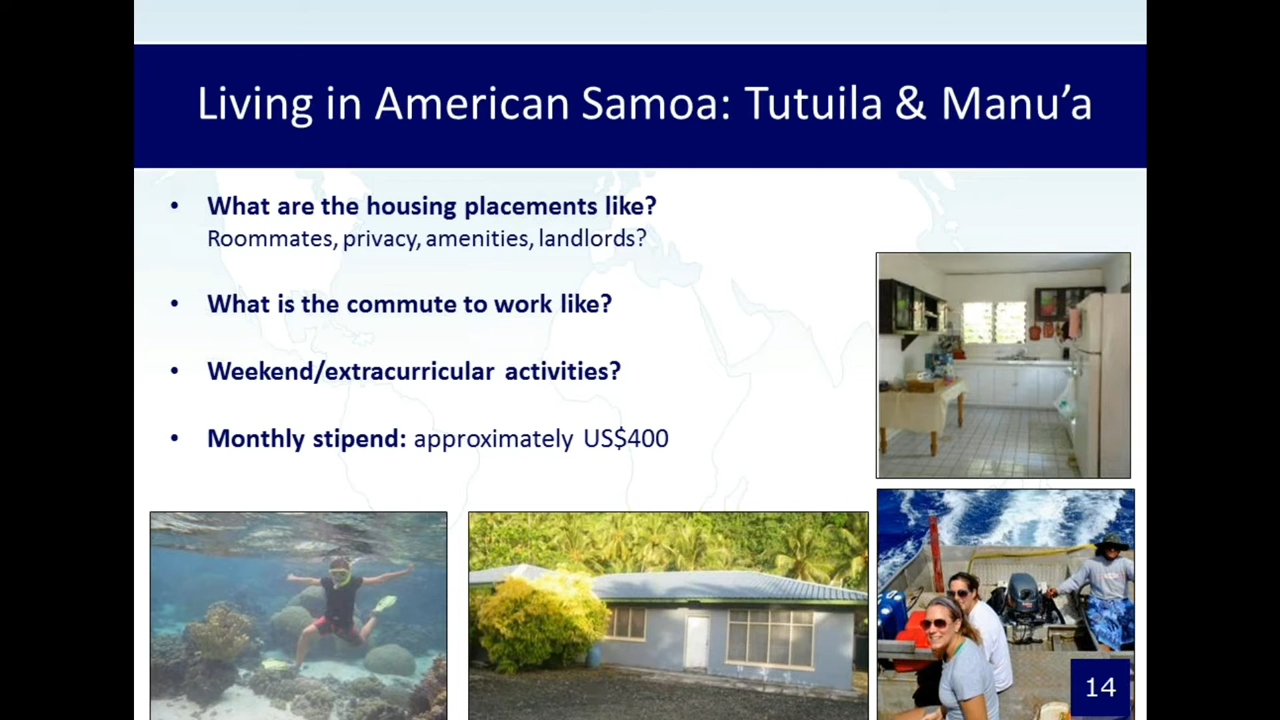 Living in American Samoa: Tutuila & Manu’a
• What are the housing placements like?
Roommates, privacy, amenities, landlords?
• What is the commute to work like?
• Weekend/extracurricular activities?
• Monthly stipend: approximately US$400
14